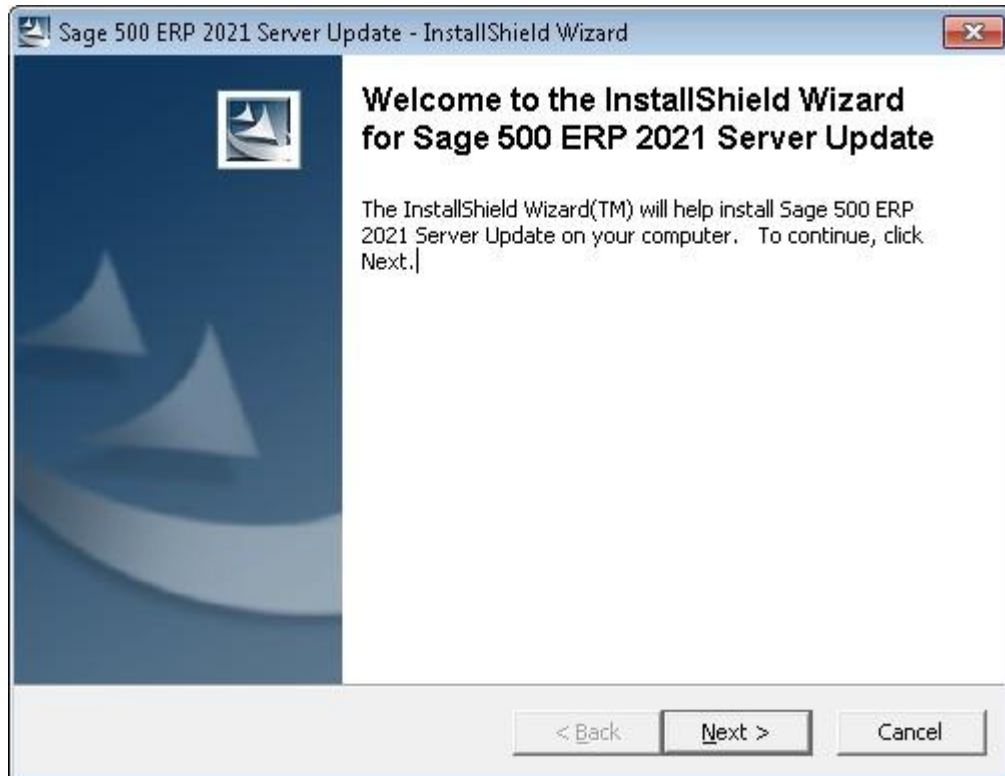 Sage 500 ERP 2021 Server Update - InstallShield Wizard
Welcome to the InstallShield Wizard
for Sage 500 ERP 2021 Server Update
The InstallShield Wizard(TM) will help install Sage 500 ERP
2021 Server Update on your computer.  To continue, click
Next.
< Back
Next >
Cancel